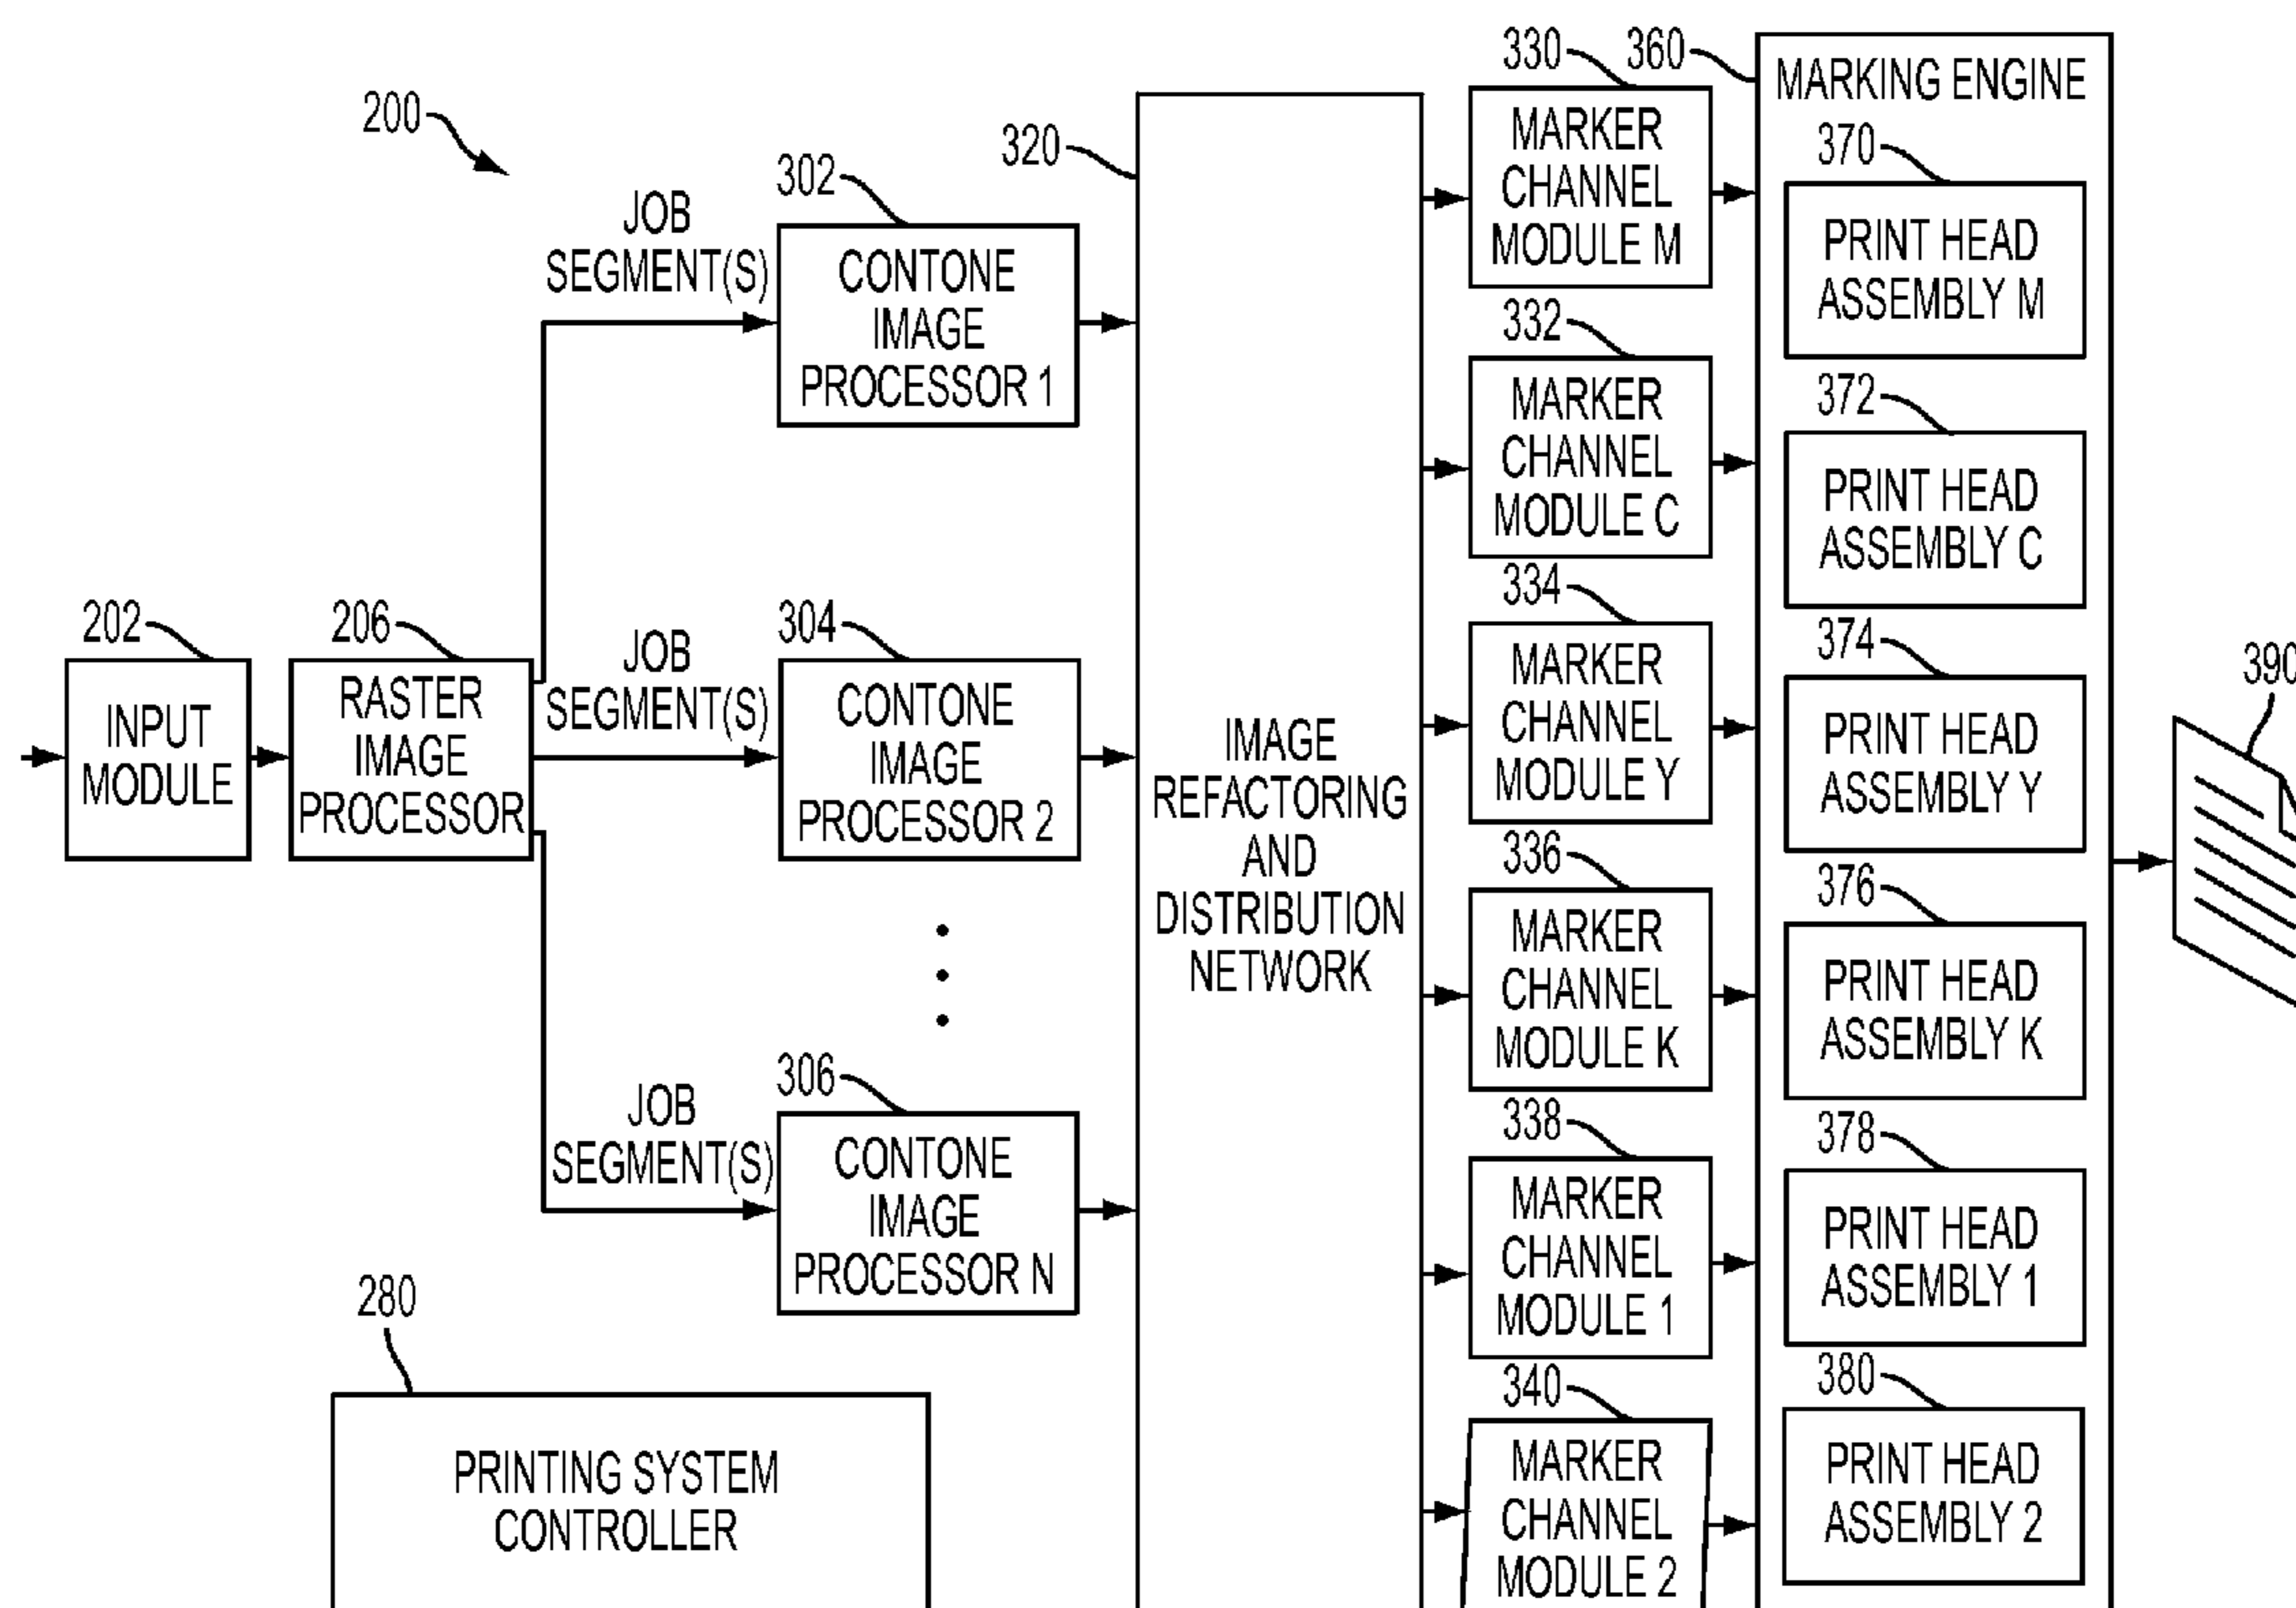 200
202
INPUT
MODULE
206
RASTER
IMAGE
PROCESSOR
JOB
SEGMENT(S)
302
CONTONE
IMAGE
PROCESSOR 1
JOB
SEGMENT(S)
304
CONTONE
IMAGE
PROCESSOR 2
JOB
SEGMENT(S)
306
CONTONE
IMAGE
PROCESSOR N
280
PRINTING SYSTEM
CONTROLLER
320
IMAGE
REFACTORING
AND
DISTRIBUTION
NETWORK
330
MARKER
CHANNEL
MODULE M
332
MARKER
CHANNEL
MODULE C
334
MARKER
CHANNEL
MODULE Y
336
MARKER
CHANNEL
MODULE K
338
MARKER
CHANNEL
MODULE 1
340
MARKER
CHANNEL
MODULE 2
360
MARKING ENGINE
370
PRINT HEAD
ASSEMBLY M
372
PRINT HEAD
ASSEMBLY C
374
PRINT HEAD
ASSEMBLY Y
376
PRINT HEAD
ASSEMBLY K
378
PRINT HEAD
ASSEMBLY 1
380
PRINT HEAD
ASSEMBLY 2
390